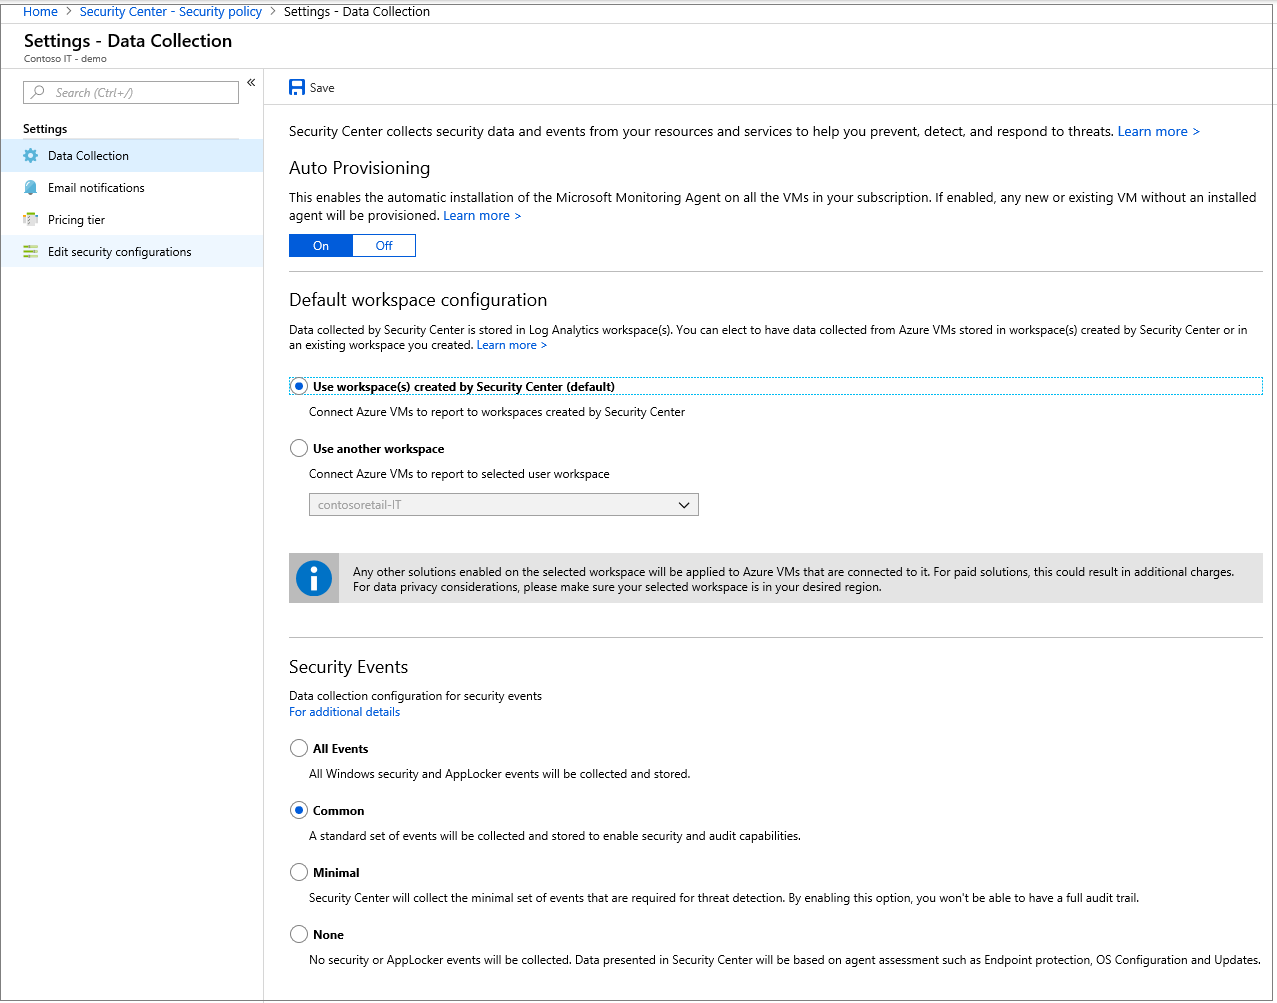 Home > Security Center - Security policy > Settings - Data Collection
Settings - Data Collection
Contoso IT - demo
Search (Ctrl+/)
«
Settings
Data Collection
Email notifications
Pricing tier
Edit security configurations
Save
Security Center collects security data and events from your resources and services to help you prevent, detect, and respond to threats. Learn more >
Auto Provisioning
This enables the automatic installation of the Microsoft Monitoring Agent on all the VMs in your subscription. If enabled, any new or existing VM without an installed
agent will be provisioned. Learn more >
On Off
Default workspace configuration
Data collected by Security Center is stored in Log Analytics workspace(s). You can elect to have data collected from Azure VMs stored in workspace(s) created by Security Center or in
an existing workspace you created. Learn more >
Use workspace(s) created by Security Center (default)
Connect Azure VMs to report to workspaces created by Security Center
Use another workspace
Connect Azure VMs to report to selected user workspace
contosoretail-IT
Any other solutions enabled on the selected workspace will be applied to Azure VMs that are connected to it. For paid solutions, this could result in additional charges.
For data privacy considerations, please make sure your selected workspace is in your desired region.
Security Events
Data collection configuration for security events
For additional details
All Events
All Windows security and AppLocker events will be collected and stored.
Common
A standard set of events will be collected and stored to enable security and audit capabilities.
Minimal
Security Center will collect the minimal set of events that are required for threat detection. By enabling this option, you won't be able to have a full audit trail.
None
No security or AppLocker events will be collected. Data presented in Security Center will be based on agent assessment such as Endpoint protection, OS Configuration and Updates.